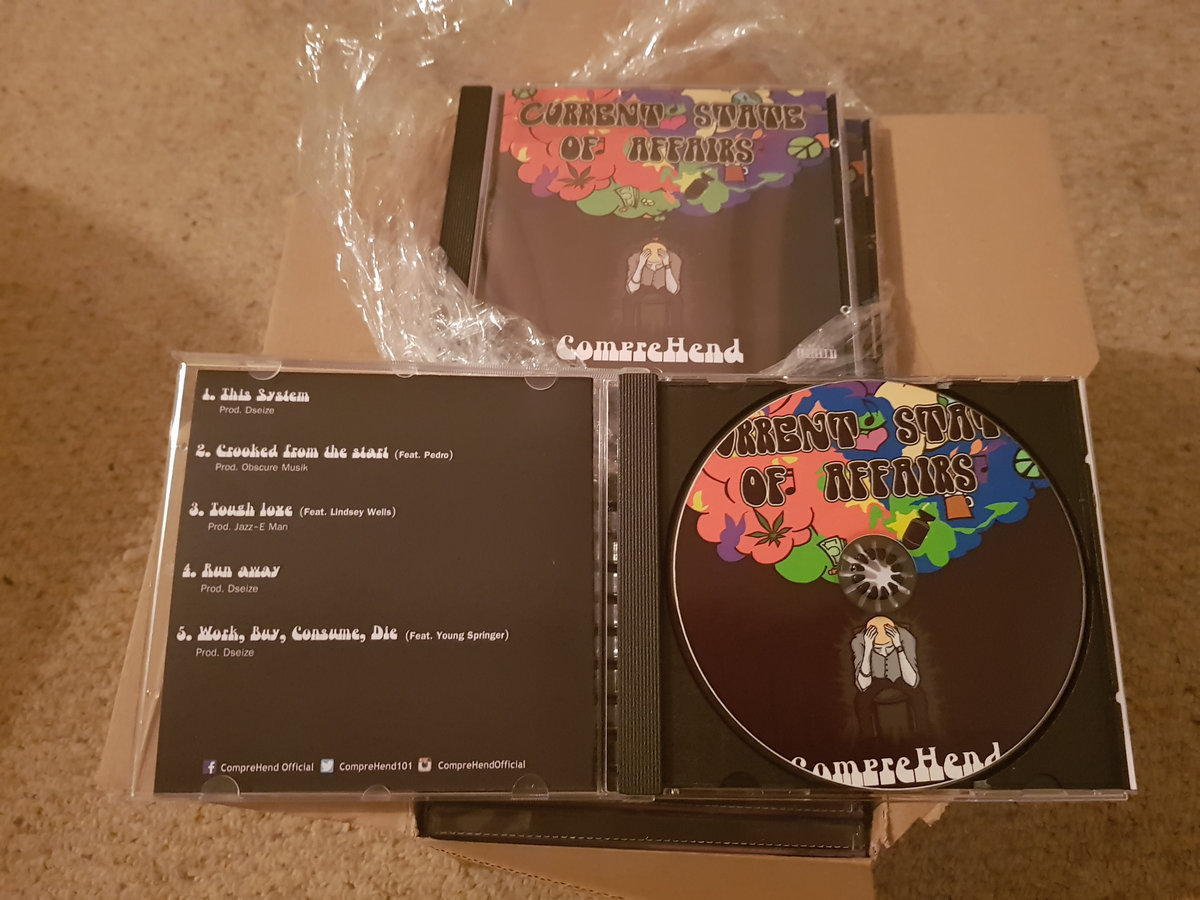 CURRENT STATE
OF AFFAIRS
CompreHend
1. This System
Prod. Dseize
2. Crooked from the start (Feat. Pedro)
Prod. Obscure Musik
3. Tough love (Feat. Lindsey Wells)
Prod. Jazz-E Man
4. Run away
Prod. Dseize
5. Work, Buy, Consume, Die (Feat. Young Springer)
Prod. Dseize
CompreHend Official CompreHend101 CompreHendOfficial
URRENT STAT
OF AFFAIRS
CompreHend